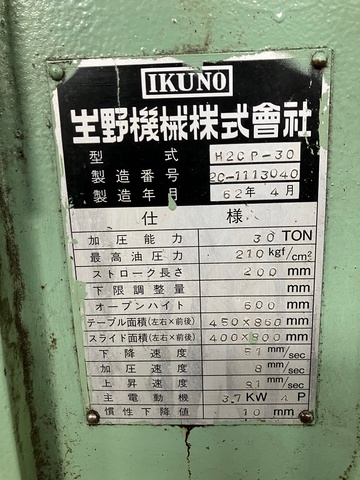 IKUNO
生野機械株式會社
型式 H2CP-30
製造番号 2C-1113040
製造年月 62年 4月
仕様
加圧能力 30 TON
最高油圧力 210 kgf/cm²
ストローク長さ 200 mm
下限調整量 mm
オープンハイト 600 mm
テーブル面積(左右×前後) 450×860 mm
スライド面積(左右×前後) 400×800 mm
下降速度 51 mm/sec
加圧速度 8 mm/sec
上昇速度 81 mm/sec
主電動機 3.7 KW 4 P
慣性下降値 10 mm